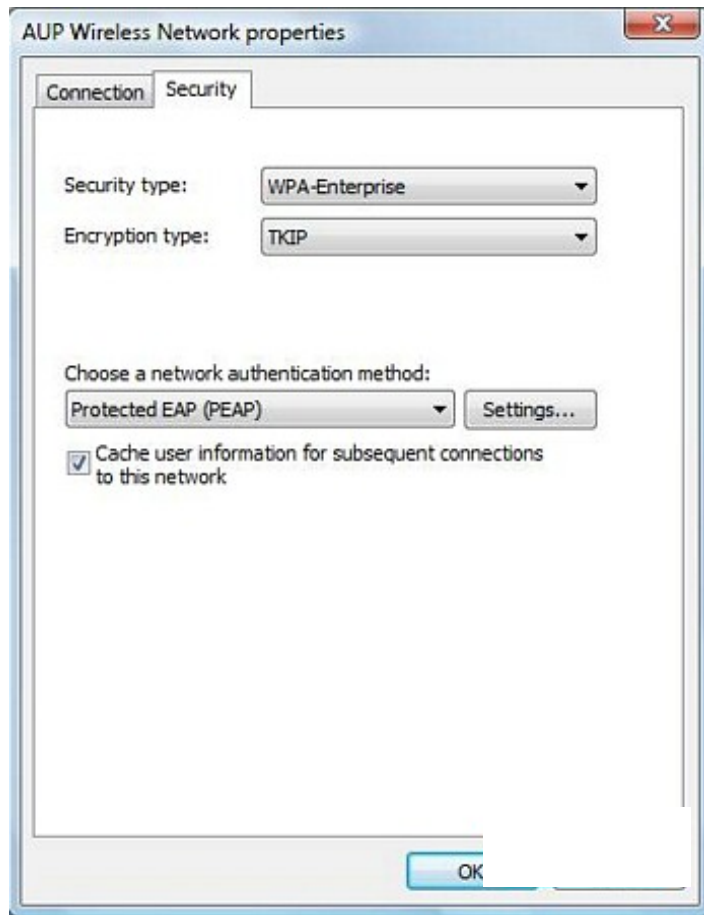 AUP Wireless Network properties
Connection Security
Security type: WPA-Enterprise
Encryption type: TKIP
Choose a network authentication method:
Protected EAP (PEAP) Settings...
Cache user information for subsequent connections
to this network
OK